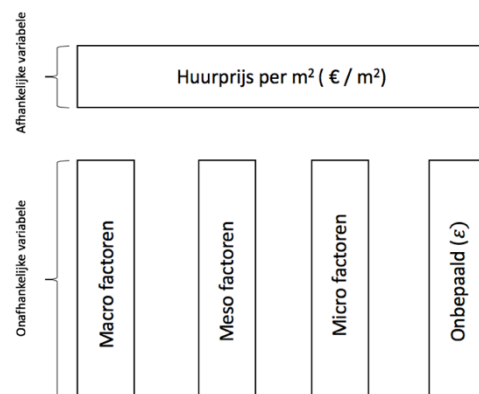 Afhankelijke variabele
Huurprijs per m² ( € / m²)
Onafhankelijke variabele
Macro factoren
Meso factoren
Micro factoren
Onbepaald (ε)